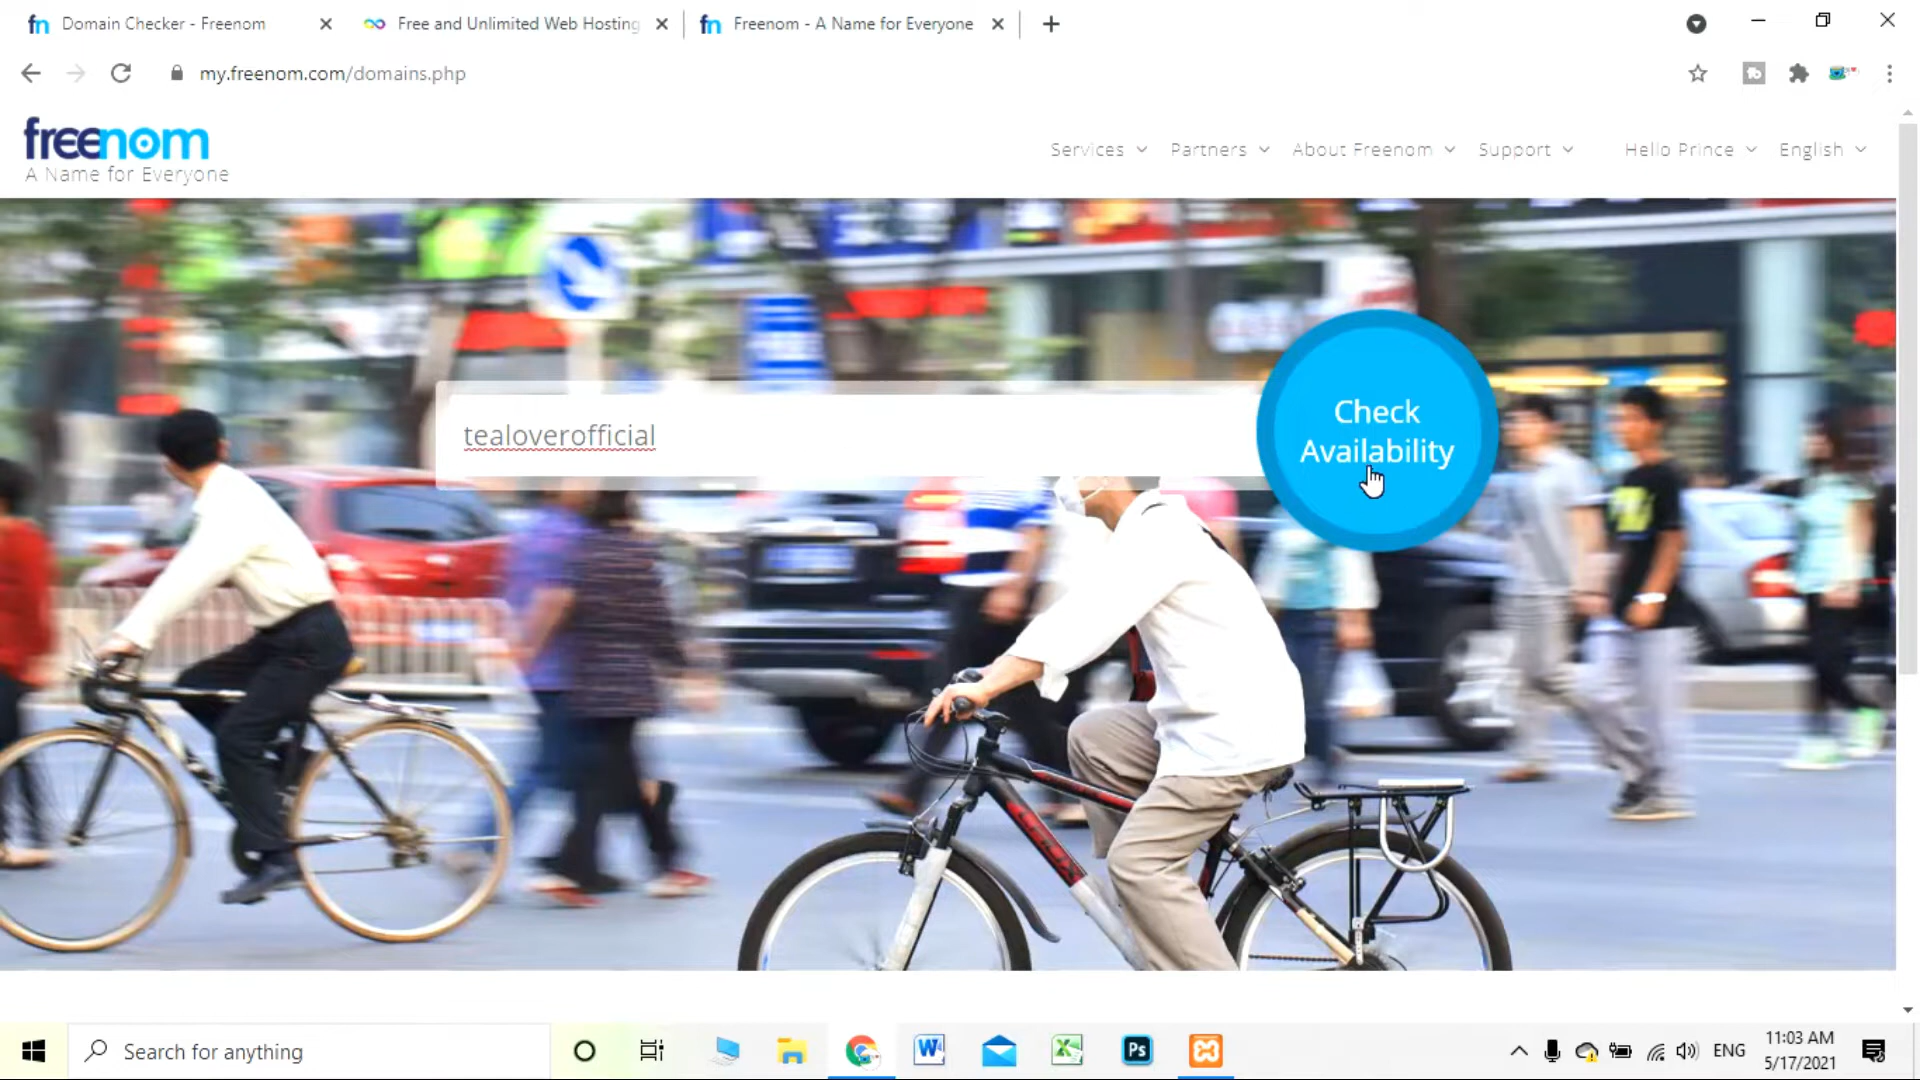 Domain Checker - Freenom
Free and Unlimited Web Hosting
Freenom - A Name for Everyone
my.freenom.com/domains.php
freenom
A Name for Everyone
Services
Partners
About Freenom
Support
Hello Prince
English
tealoverofficial
Check
Availability
Search for anything
ENG
11:03 AM
5/17/2021